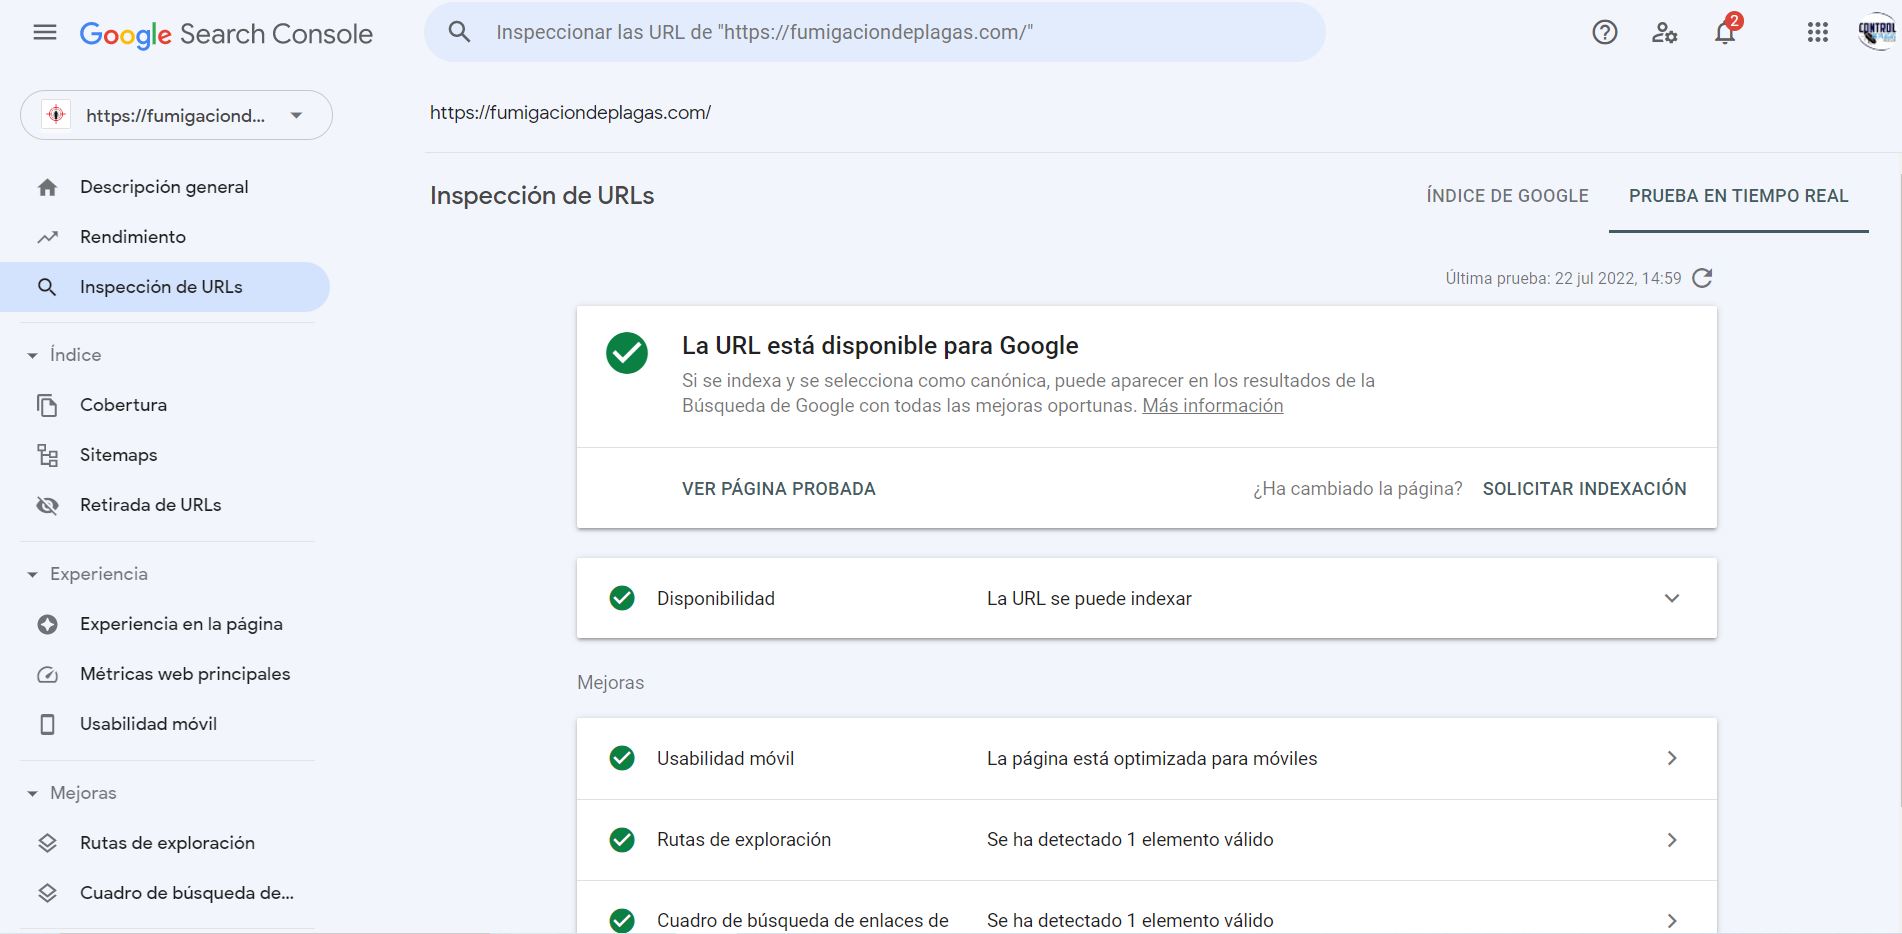 Google Search Console
Inspeccionar las URL de "https://fumigaciondeplagas.com/"
2
CONTROL
https://fumigaciond...
https://fumigaciondeplagas.com/
Descripción general
Rendimiento
Inspección de URLs
Índice
Cobertura
Sitemaps
Retirada de URLs
Experiencia
Experiencia en la página
Métricas web principales
Usabilidad móvil
Mejoras
Rutas de exploración
Cuadro de búsqueda de...
Inspección de URLs
ÍNDICE DE GOOGLE
PRUEBA EN TIEMPO REAL
Última prueba: 22 jul 2022, 14:59
La URL está disponible para Google
Si se indexa y se selecciona como canónica, puede aparecer en los resultados de la
Búsqueda de Google con todas las mejoras oportunas. Más información
VER PÁGINA PROBADA
¿Ha cambiado la página? SOLICITAR INDEXACIÓN
Disponibilidad La URL se puede indexar
Mejoras
Usabilidad móvil La página está optimizada para móviles
Rutas de exploración Se ha detectado 1 elemento válido
Cuadro de búsqueda de enlaces de Se ha detectado 1 elemento válido